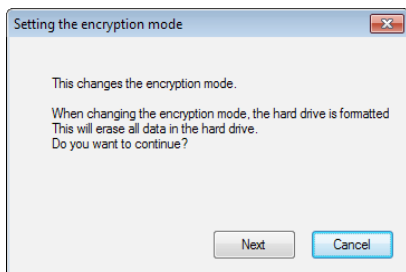 Setting the encryption mode
This changes the encryption mode.
When changing the encryption mode, the hard drive is formatted
This will erase all data in the hard drive.
Do you want to continue?
Next
Cancel